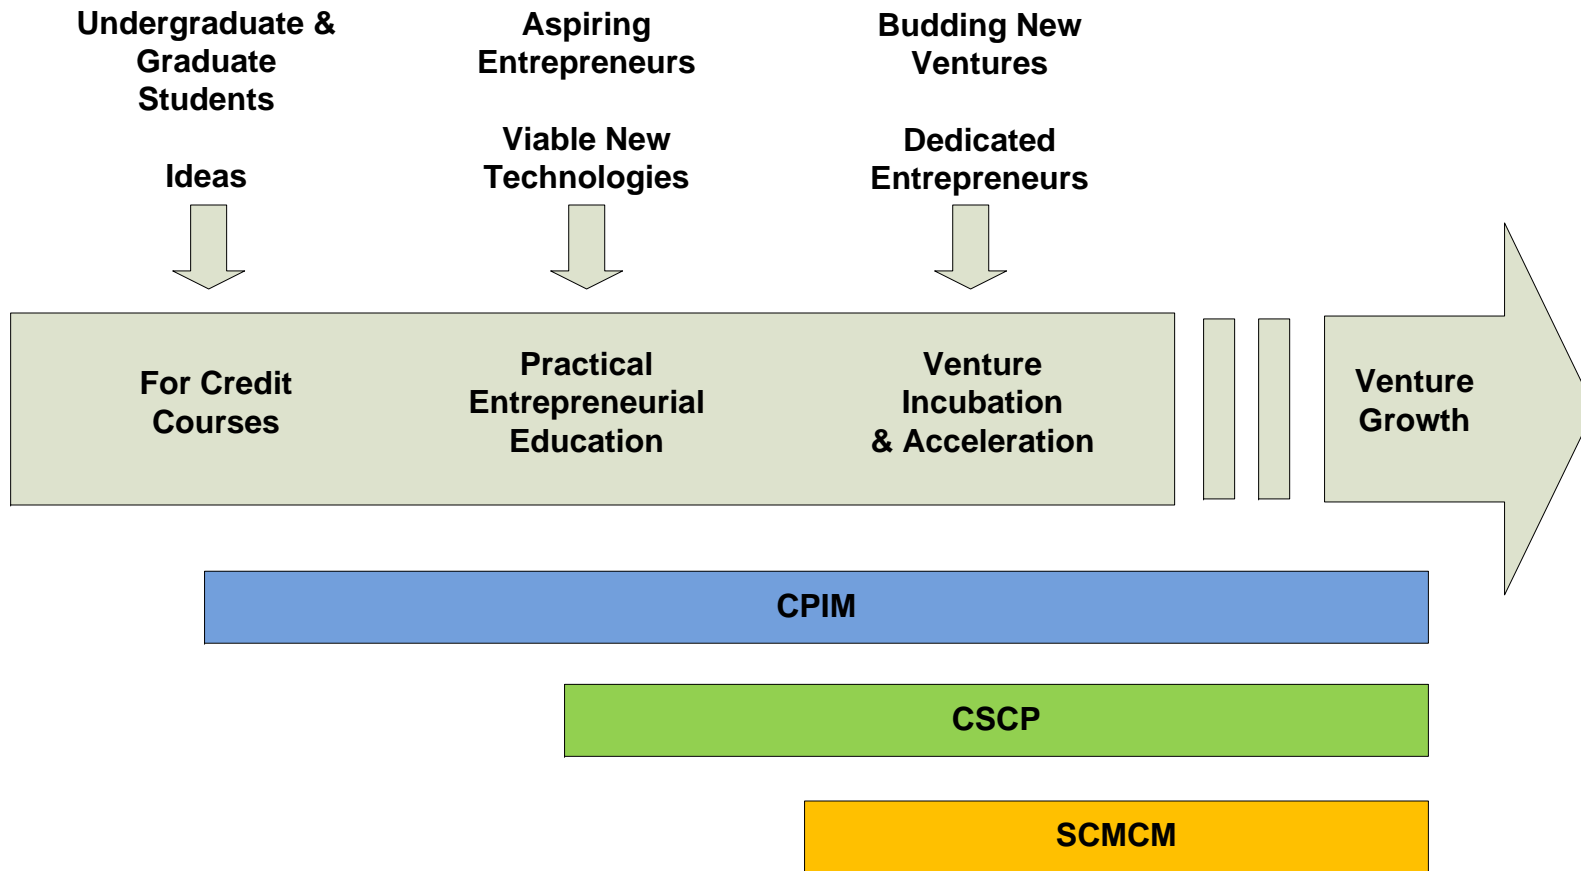 Undergraduate &
Graduate
Students
Ideas
Aspiring
Entrepreneurs
Viable New
Technologies
Budding New
Ventures
Dedicated
Entrepreneurs
For Credit
Courses
Practical
Entrepreneurial
Education
Venture
Incubation
& Acceleration
Venture
Growth
CPIM
CSCP
SCMCM